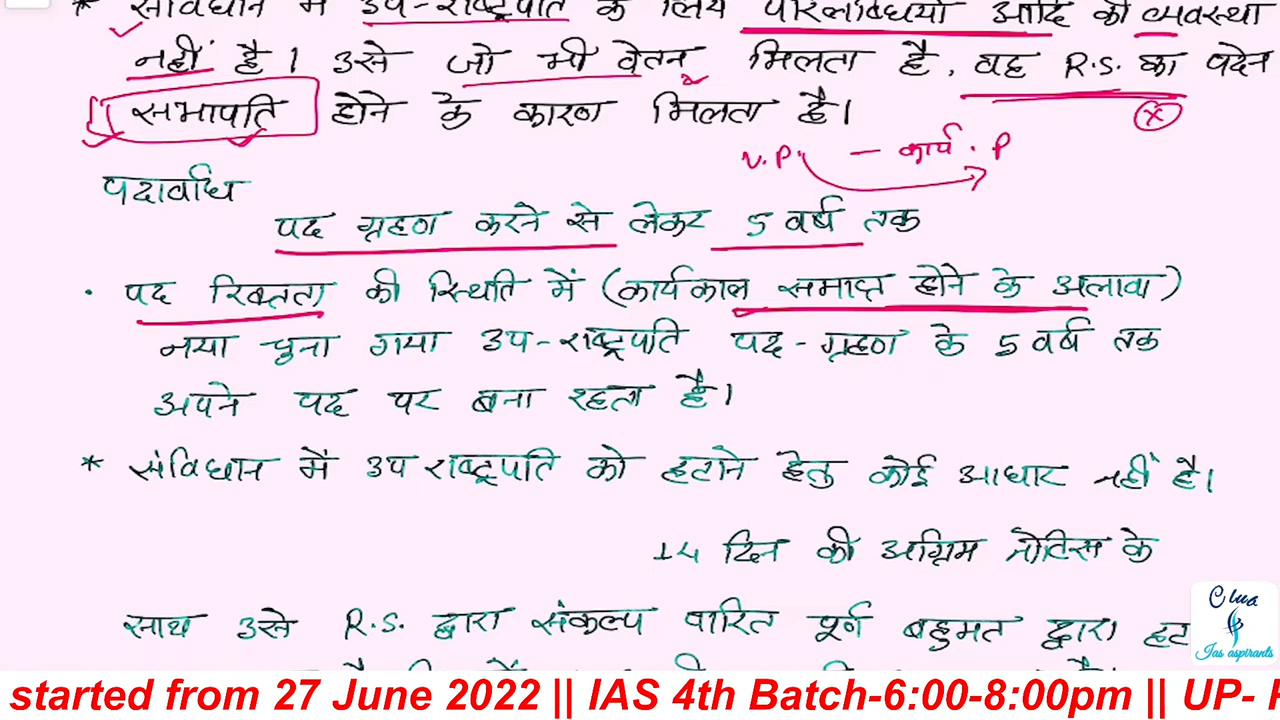 * संविधान में उप-राष्ट्रपति के लिये परिलब्धियों आदि की व्यवस्था
नहीं है। उसे जो भी वेतन मिलता है, वह R.S. का पदेन
सभापति होने के कारण मिलता है।
V.P. — कार्य. P
पदावधि
पद ग्रहण करने से लेकर 5 वर्ष तक
· पद रिक्तता की स्थिति में (कार्यकाल समाप्त होने के अलावा)
नया चुना गया उप-राष्ट्रपति पद-ग्रहण के 5 वर्ष तक
अपने पद पर बना रहता है।
* संविधान में उपराष्ट्रपति को हटाने हेतु कोई आधार नहीं है।
14 दिन की अग्रिम नोटिस के
साथ उसे R.S. द्वारा संकल्प पारित पूर्ण बहुमत द्वारा हट
Ias aspirants
started from 27 June 2022 || IAS 4th Batch-6:00-8:00pm || UP-